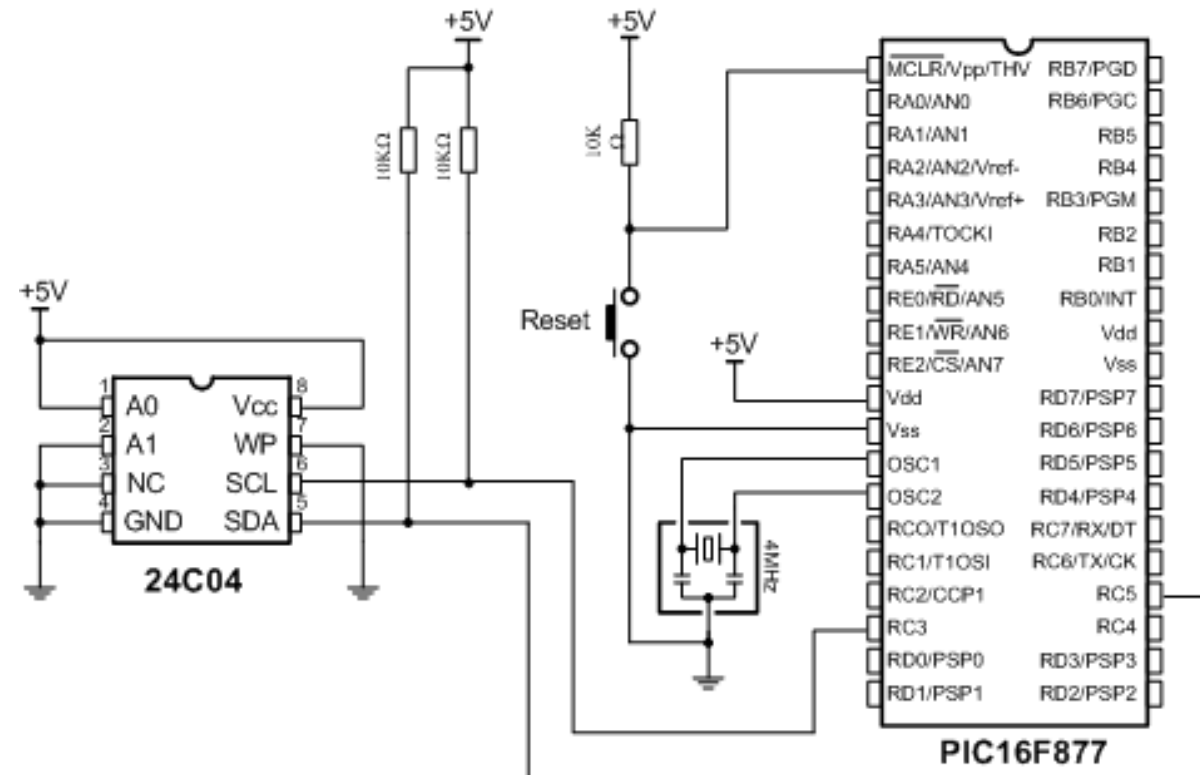 +5V
+5V
10KΩ
10KΩ
10K
Ω
+5V
Reset
+5V
1
A0
2
A1
3
NC
4
GND
8
Vcc
7
WP
6
SCL
5
SDA
24C04
4MHz
MCLR/Vpp/THV
RA0/AN0
RA1/AN1
RA2/AN2/Vref-
RA3/AN3/Vref+
RA4/TOCKI
RA5/AN4
RE0/RD/AN5
RE1/WR/AN6
RE2/CS/AN7
Vdd
Vss
OSC1
OSC2
RCO/T1OSO
RC1/T1OSI
RC2/CCP1
RC3
RD0/PSP0
RD1/PSP1
RB7/PGD
RB6/PGC
RB5
RB4
RB3/PGM
RB2
RB1
RB0/INT
Vdd
Vss
RD7/PSP7
RD6/PSP6
RD5/PSP5
RD4/PSP4
RC7/RX/DT
RC6/TX/CK
RC5
RC4
RD3/PSP3
RD2/PSP2
PIC16F877